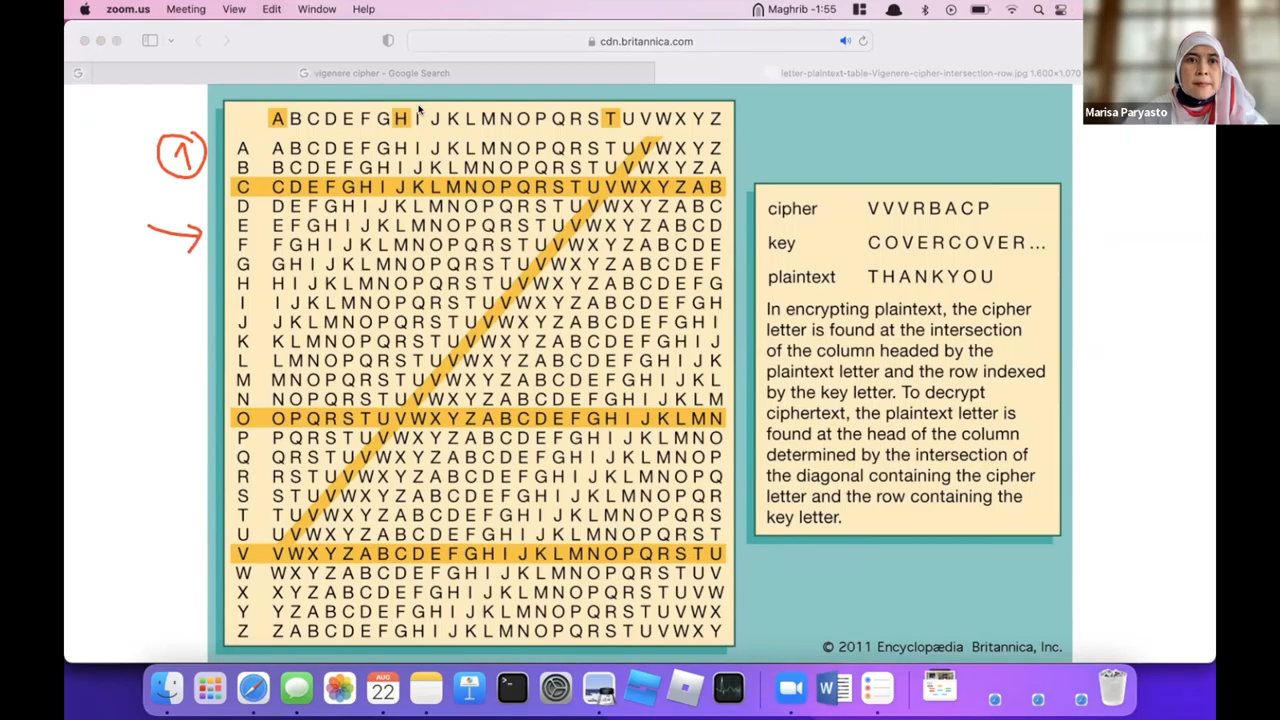 zoom.us Meeting View Edit Window Help Maghrib -1:55
cdn.britannica.com
vigenere cipher - Google Search letter-plaintext-table-Vigenere-cipher-intersection-row.jpg 1.600×1.070
Marisa Paryasto
A B C D E F G H I J K L M N O P Q R S T U V W X Y Z
1
A A B C D E F G H I J K L M N O P Q R S T U V W X Y Z
B B C D E F G H I J K L M N O P Q R S T U V W X Y Z A
C C D E F G H I J K L M N O P Q R S T U V W X Y Z A B
D D E F G H I J K L M N O P Q R S T U V W X Y Z A B C
E E F G H I J K L M N O P Q R S T U V W X Y Z A B C D
F F G H I J K L M N O P Q R S T U V W X Y Z A B C D E
G G H I J K L M N O P Q R S T U V W X Y Z A B C D E F
H H I J K L M N O P Q R S T U V W X Y Z A B C D E F G
I I J K L M N O P Q R S T U V W X Y Z A B C D E F G H
J J K L M N O P Q R S T U V W X Y Z A B C D E F G H I
K K L M N O P Q R S T U V W X Y Z A B C D E F G H I J
L L M N O P Q R S T U V W X Y Z A B C D E F G H I J K
M M N O P Q R S T U V W X Y Z A B C D E F G H I J K L
N N O P Q R S T U V W X Y Z A B C D E F G H I J K L M
O O P Q R S T U V W X Y Z A B C D E F G H I J K L M N
P P Q R S T U V W X Y Z A B C D E F G H I J K L M N O
Q Q R S T U V W X Y Z A B C D E F G H I J K L M N O P
R R S T U V W X Y Z A B C D E F G H I J K L M N O P Q
S S T U V W X Y Z A B C D E F G H I J K L M N O P Q R
T T U V W X Y Z A B C D E F G H I J K L M N O P Q R S
U U V W X Y Z A B C D E F G H I J K L M N O P Q R S T
V V W X Y Z A B C D E F G H I J K L M N O P Q R S T U
W W X Y Z A B C D E F G H I J K L M N O P Q R S T U V
X X Y Z A B C D E F G H I J K L M N O P Q R S T U V W
Y Y Z A B C D E F G H I J K L M N O P Q R S T U V W X
Z Z A B C D E F G H I J K L M N O P Q R S T U V W X Y
cipher V V V R B A C P
key C O V E R C O V E R ...
plaintext T H A N K Y O U
In encrypting plaintext, the cipher
letter is found at the intersection
of the column headed by the
plaintext letter and the row indexed
by the key letter. To decrypt
ciphertext, the plaintext letter is
found at the head of the column
determined by the intersection of
the diagonal containing the cipher
letter and the row containing the
key letter.
© 2011 Encyclopædia Britannica, Inc.
AUG
22